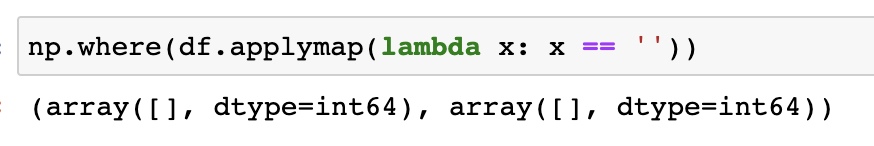 np.where(df.applymap(lambda x: x == ''))
(array([], dtype=int64), array([], dtype=int64))